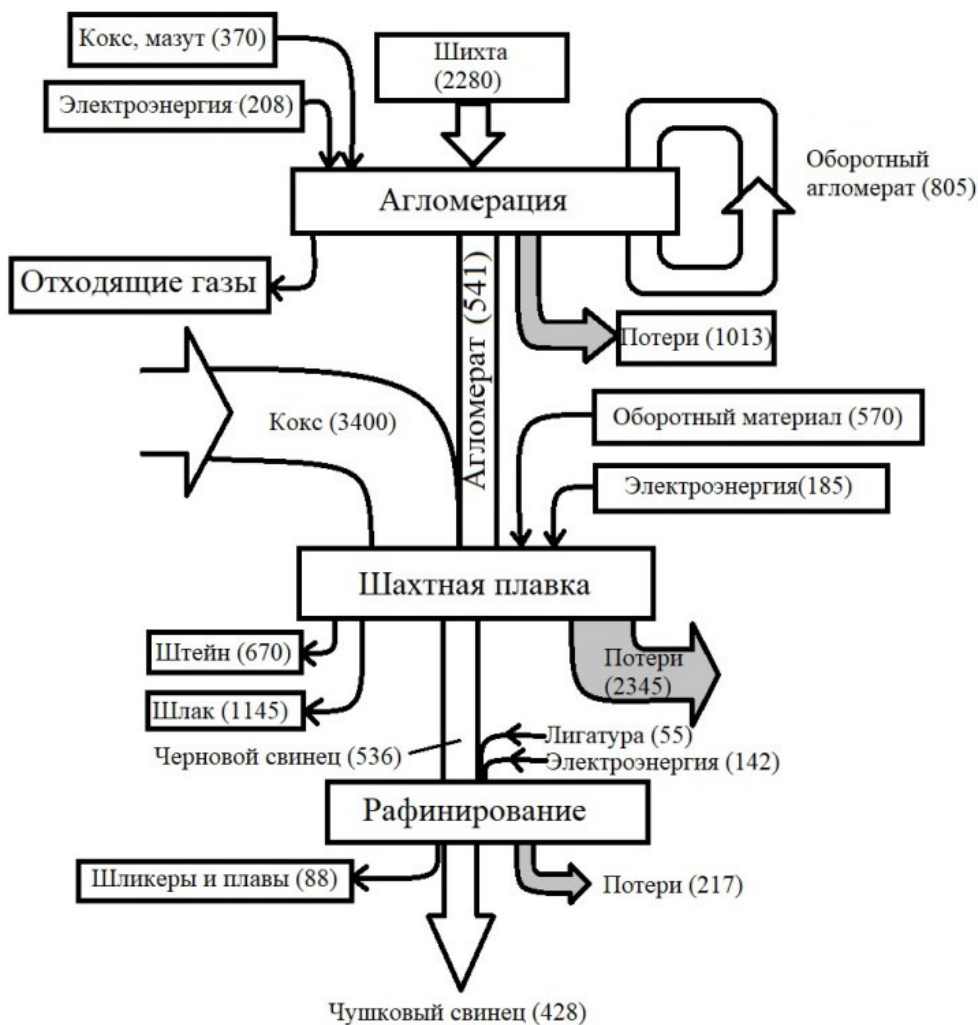 Кокс, мазут (370)
Шихта
(2280)
Электроэнергия (208)
Оборотный
агломерат (805)
Агломерация
Отходящие газы
Агломерат (541)
Потери (1013)
Кокс (3400)
Оборотный материал (570)
Электроэнергия(185)
Шахтная плавка
Штейн (670)
Потери
(2345)
Шлак (1145)
Лигатура (55)
Черновой свинец (536)
Электроэнергия (142)
Рафинирование
Шликеры и плавы (88)
Потери (217)
Чушковый свинец (428)